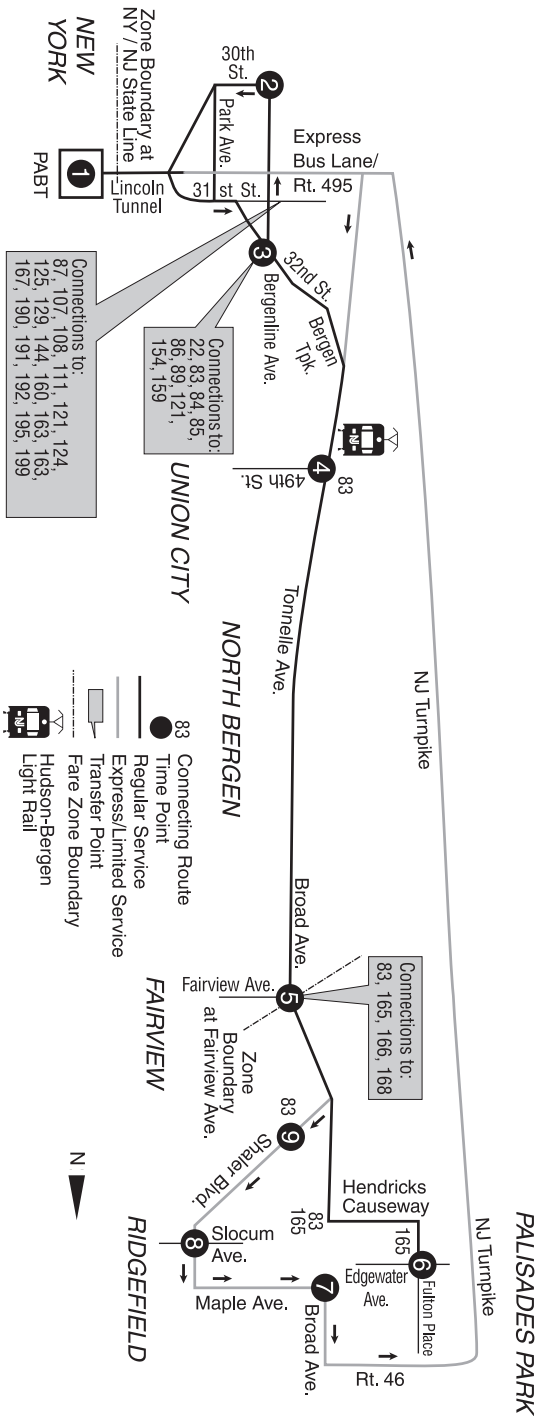 PALISADES PARK
NJ Turnpike
NJ Turnpike
Rt. 46
Hendricks
Causeway
165
6
Fulton Place
Edgewater
Ave.
83
165
7
Broad Ave.
Maple Ave.
8
Slocum
Ave.
Shaler Blvd.
9
83
RIDGEFIELD
N
Connections to:
83, 165, 166, 168
Broad Ave.
5
Fairview Ave.
Zone
Boundary
at Fairview Ave.
FAIRVIEW
Tonnelle Ave.
NORTH BERGEN
4
83
49th St.
UNION CITY
Bergen
Tpk.
32nd St.
3
Bergenline Ave.
Connections to:
22, 83, 84, 85,
86, 89, 121,
154, 159
Express
Bus Lane/
Rt. 495
30th
St.
2
Park Ave.
31 st St.
Lincoln
Tunnel
Connections to:
87, 107, 108, 111, 121, 124,
125, 129, 144, 160, 163, 163,
167, 190, 191, 192, 195, 199
Zone Boundary at
NY / NJ State Line
NEW
YORK
1
PABT
83 Connecting Route
Time Point
Regular Service
Express/Limited Service
Transfer Point
Fare Zone Boundary
Hudson-Bergen
Light Rail